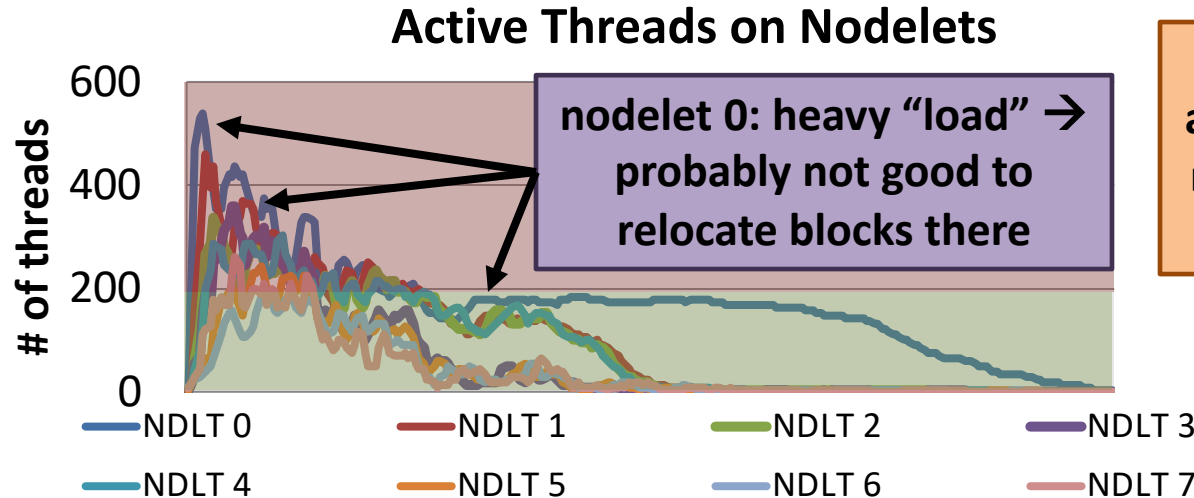 Active Threads on Nodelets
# of threads
600
400
200
0
nodelet 0: heavy “load” →
probably not good to
relocate blocks there
NDLT 0 NDLT 1 NDLT 2 NDLT 3
NDLT 4 NDLT 5 NDLT 6 NDLT 7